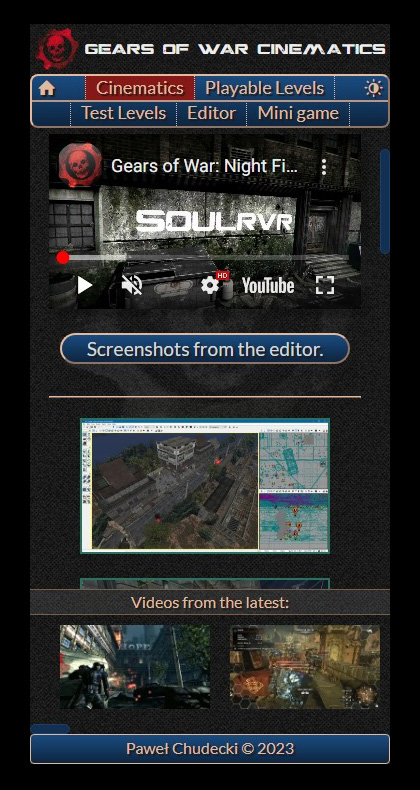 GEARS OF WAR CINEMATICS
Cinematics Playable Levels
Test Levels Editor Mini game
Gears of War: Night Fi...
SOULRVR
HD
YouTube
Screenshots from the editor.
Videos from the latest:
Paweł Chudecki © 2023